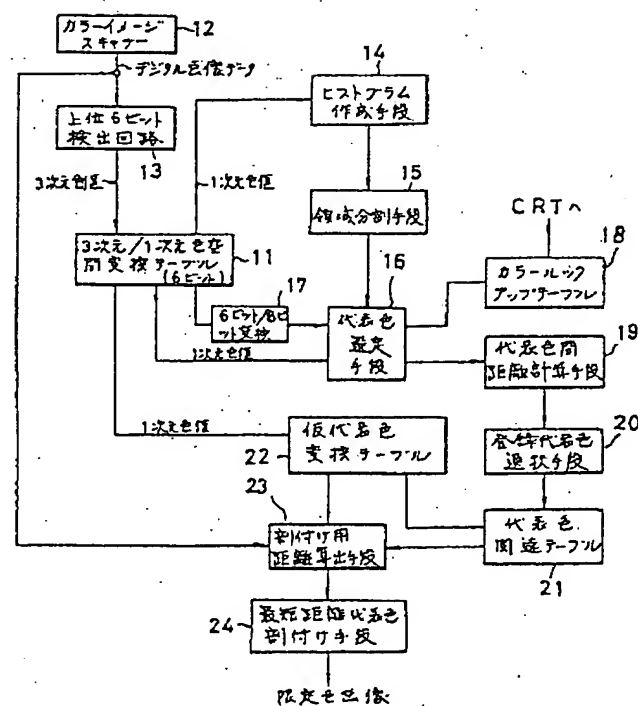 カラーイメージ
スキャナー
12
デジタル画像データ
上位6ビット
検出回路
13
14
ヒストグラム
作成手段
3次元色値
1次元色値
15
領域分割手段
CRTへ
3次元/1次元色空
間変換テーブル
(6ビット)
11
16
18
カラールック
アップテーブル
17
6ビット/8ビ
ット変換
代表色
選定
手段
1次元色値
19
代表色間
距離計算手段
1次元色値
仮代表色
変換テーブル
22
20
代表色
選択手段
23
割付け用
距離算出手段
代表色
関連テーブル
21
24
最短距離代表色
割付け手段
限定色画像